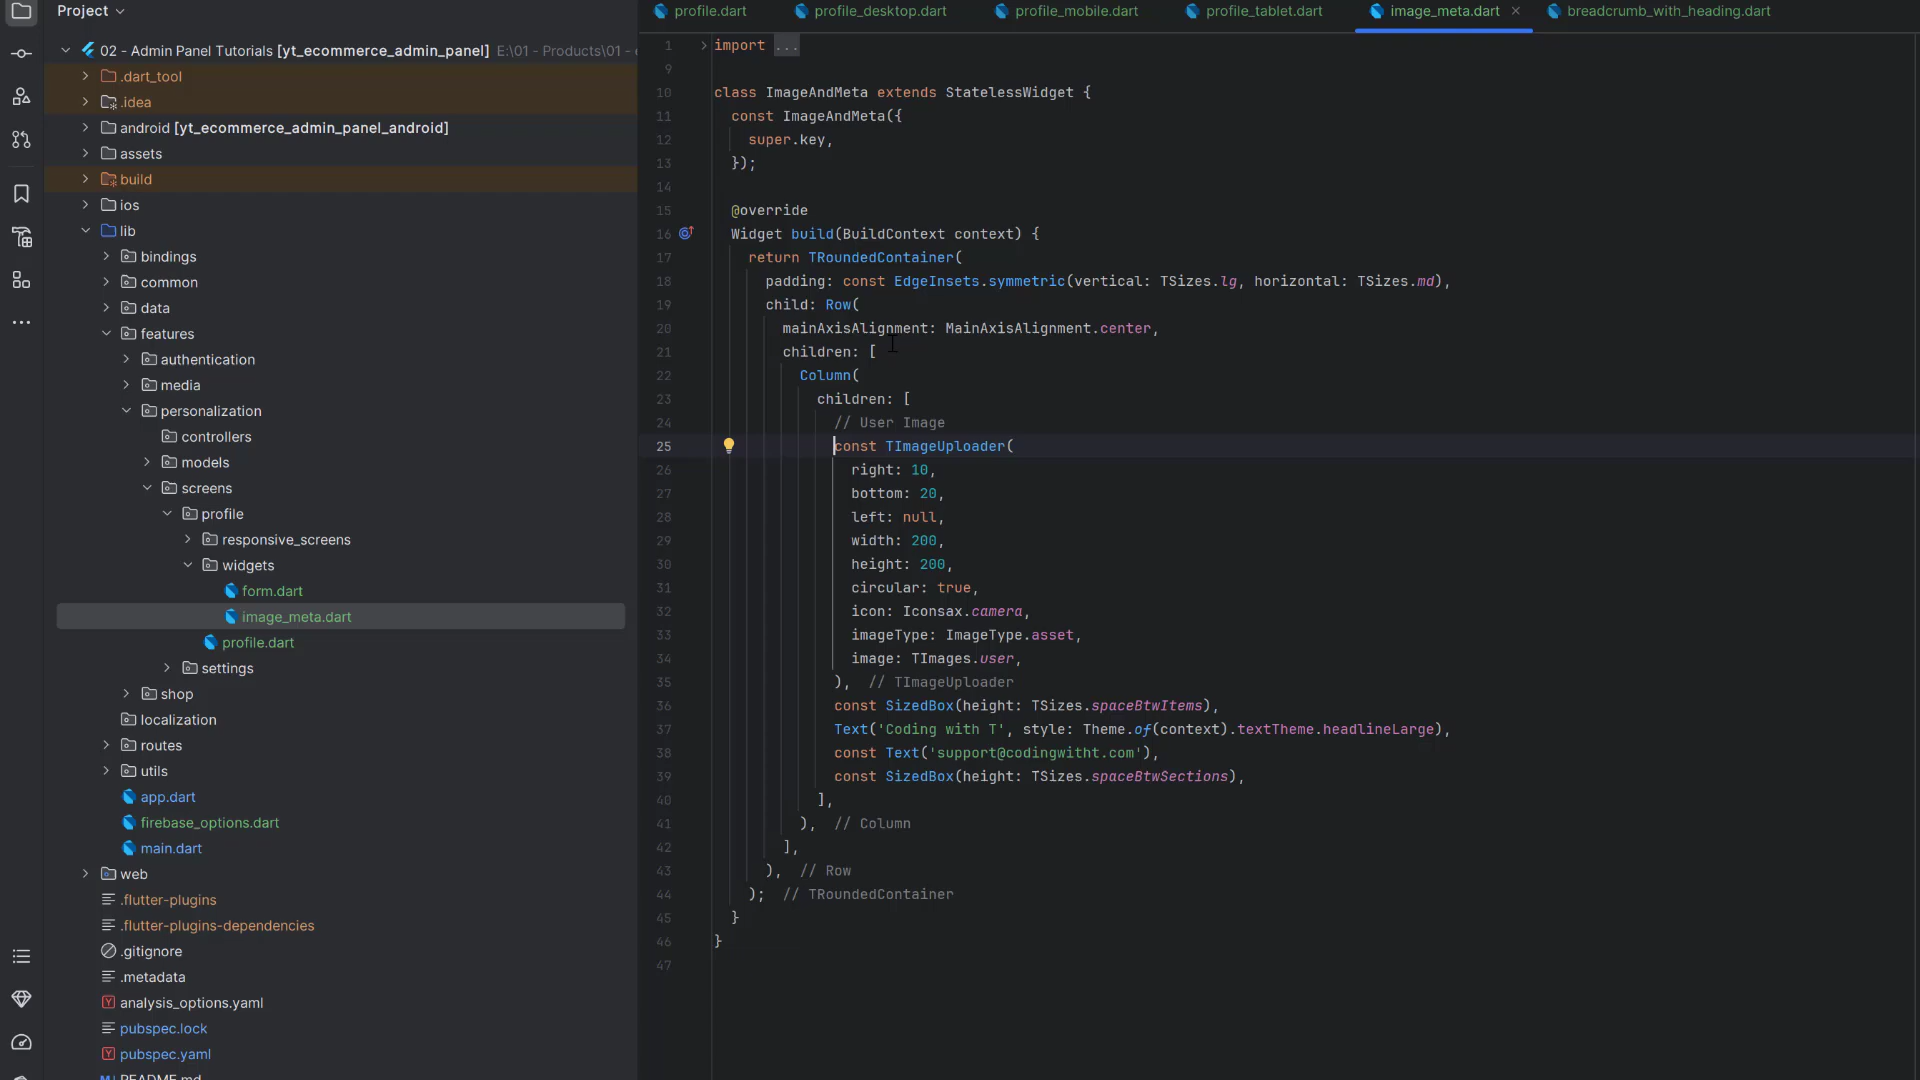 Project
02 - Admin Panel Tutorials [yt_ecommerce_admin_panel] E:\01 - Products\01 -
.dart_tool
.idea
android [yt_ecommerce_admin_panel_android]
assets
build
ios
lib
bindings
common
data
features
authentication
media
personalization
controllers
models
screens
profile
responsive_screens
widgets
form.dart
image_meta.dart
profile.dart
settings
shop
localization
routes
utils
app.dart
firebase_options.dart
main.dart
web
.flutter-plugins
.flutter-plugins-dependencies
.gitignore
.metadata
analysis_options.yaml
pubspec.lock
pubspec.yaml
README.md
profile.dart profile_desktop.dart profile_mobile.dart profile_tablet.dart image_meta.dart breadcrumb_with_heading.dart
1 import ...
9
10 class ImageAndMeta extends StatelessWidget {
11 const ImageAndMeta({
12 super.key,
13 });
14
15 @override
16 Widget build(BuildContext context) {
17 return TRoundedContainer(
18 padding: const EdgeInsets.symmetric(vertical: TSizes.lg, horizontal: TSizes.md),
19 child: Row(
20 mainAxisAlignment: MainAxisAlignment.center,
21 children: [
22 Column(
23 children: [
24 // User Image
25 const TImageUploader(
26 right: 10,
27 bottom: 20,
28 left: null,
29 width: 200,
30 height: 200,
31 circular: true,
32 icon: Iconsax.camera,
33 imageType: ImageType.asset,
34 image: TImages.user,
35 ), // TImageUploader
36 const SizedBox(height: TSizes.spaceBtwItems),
37 Text('Coding with T', style: Theme.of(context).textTheme.headlineLarge),
38 const Text('support@codingwitht.com'),
39 const SizedBox(height: TSizes.spaceBtwSections),
40 ],
41 ), // Column
42 ],
43 ), // Row
44 ); // TRoundedContainer
45 }
46 }
47